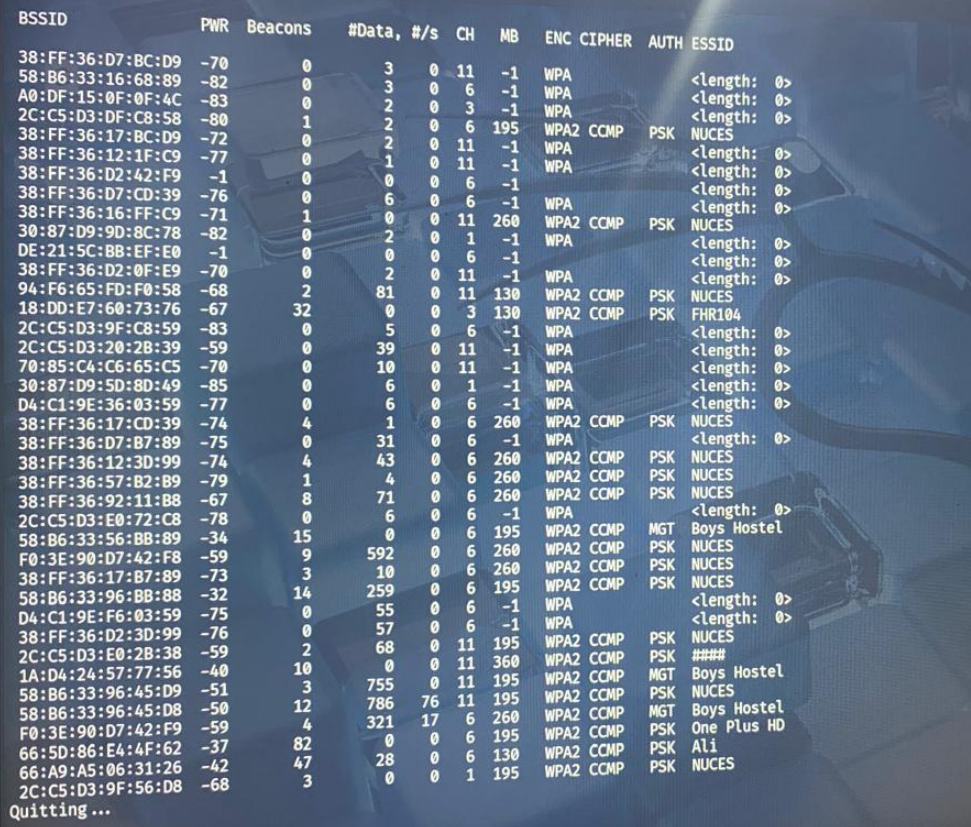 BSSID PWR Beacons #Data, #/s CH MB ENC CIPHER AUTH ESSID
38:FF:36:D7:BC:D9 -70 0 3 0 11 -1 WPA <length: 0>
58:B6:33:16:68:89 -82 0 3 0 6 -1 WPA <length: 0>
A0:DF:15:0F:0F:4C -83 0 2 0 3 -1 WPA <length: 0>
2C:C5:D3:DF:C8:58 -80 1 2 0 6 195 WPA2 CCMP PSK NUCES
38:FF:36:17:BC:D9 -72 0 2 0 11 -1 WPA <length: 0>
38:FF:36:12:1F:C9 -77 0 1 0 11 -1 WPA <length: 0>
38:FF:36:D2:42:F9 -1 0 0 0 6 -1 <length: 0>
38:FF:36:D7:CD:39 -76 0 6 0 6 -1 WPA <length: 0>
38:FF:36:16:FF:C9 -71 1 0 0 11 260 WPA2 CCMP PSK NUCES
30:87:D9:9D:8C:78 -82 0 2 0 1 -1 WPA <length: 0>
DE:21:5C:BB:EF:E0 -1 0 0 0 6 -1 <length: 0>
38:FF:36:D2:0F:E9 -70 0 2 0 11 -1 WPA <length: 0>
94:F6:65:FD:F0:58 -68 2 81 0 11 130 WPA2 CCMP PSK NUCES
18:DD:E7:60:73:76 -67 32 0 0 3 130 WPA2 CCMP PSK FHR104
2C:C5:D3:9F:C8:59 -83 0 5 0 6 -1 WPA <length: 0>
2C:C5:D3:20:2B:39 -59 0 39 0 11 -1 WPA <length: 0>
70:85:C4:C6:65:C5 -70 0 10 0 11 -1 WPA <length: 0>
30:87:D9:5D:8D:49 -85 0 6 0 1 -1 WPA <length: 0>
D4:C1:9E:36:03:59 -77 0 6 0 6 -1 WPA <length: 0>
38:FF:36:17:CD:39 -74 4 1 0 6 260 WPA2 CCMP PSK NUCES
38:FF:36:D7:B7:89 -75 0 31 0 6 -1 WPA <length: 0>
38:FF:36:12:3D:99 -74 4 43 0 6 260 WPA2 CCMP PSK NUCES
38:FF:36:57:B2:B9 -79 1 4 0 6 260 WPA2 CCMP PSK NUCES
38:FF:36:92:11:B8 -67 8 71 0 6 260 WPA2 CCMP PSK NUCES
2C:C5:D3:E0:72:C8 -78 0 6 0 6 -1 WPA <length: 0>
58:B6:33:56:BB:89 -34 15 0 0 6 195 WPA2 CCMP MGT Boys Hostel
F0:3E:90:D7:42:F8 -59 9 592 0 6 260 WPA2 CCMP PSK NUCES
38:FF:36:17:B7:89 -73 3 10 0 6 260 WPA2 CCMP PSK NUCES
58:B6:33:96:BB:88 -32 14 259 0 6 195 WPA2 CCMP PSK NUCES
D4:C1:9E:F6:03:59 -75 0 55 0 6 -1 WPA <length: 0>
38:FF:36:D2:3D:99 -76 0 57 0 6 -1 WPA <length: 0>
2C:C5:D3:E0:2B:38 -59 2 68 0 11 195 WPA2 CCMP PSK NUCES
1A:D4:24:57:77:56 -40 10 0 0 11 360 WPA2 CCMP PSK ####
58:B6:33:96:45:D9 -51 3 755 0 11 195 WPA2 CCMP MGT Boys Hostel
58:B6:33:96:45:D8 -50 12 786 76 11 195 WPA2 CCMP PSK NUCES
F0:3E:90:D7:42:F9 -59 4 321 17 6 260 WPA2 CCMP MGT Boys Hostel
66:5D:86:E4:4F:62 -37 82 0 0 6 195 WPA2 CCMP PSK One Plus HD
66:A9:A5:06:31:26 -42 47 28 0 6 130 WPA2 CCMP PSK Ali
2C:C5:D3:9F:56:D8 -68 3 0 0 1 195 WPA2 CCMP PSK NUCES
Quitting...